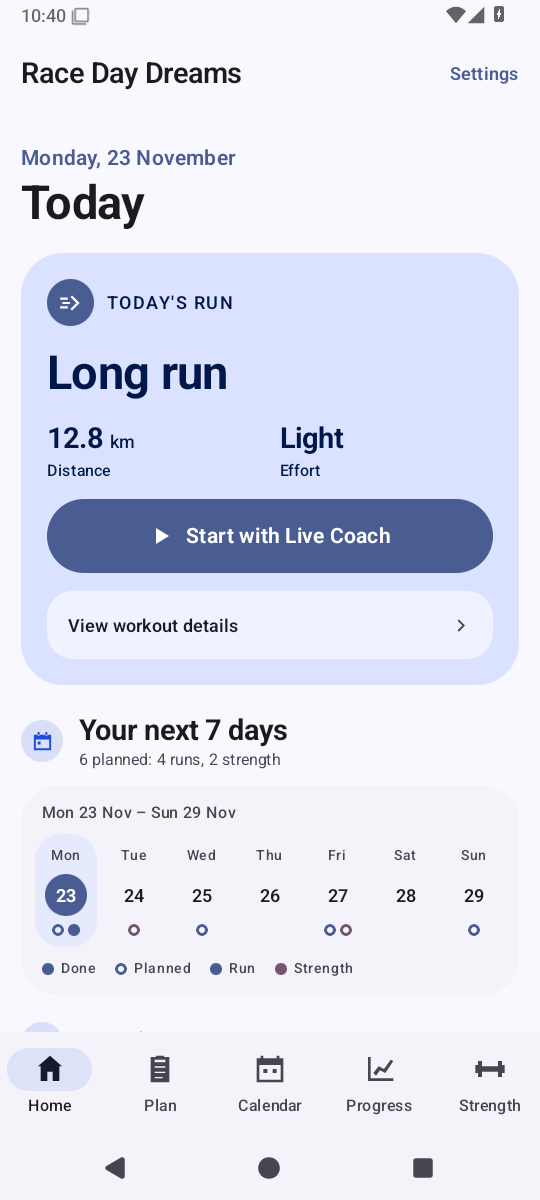 10:40
Race Day Dreams
Settings
Monday, 23 November
Today
TODAY'S RUN
Long run
12.8 km
Light
Distance
Effort
Start with Live Coach
View workout details
Your next 7 days
6 planned: 4 runs, 2 strength
Mon 23 Nov – Sun 29 Nov
Mon Tue Wed Thu Fri Sat Sun
23 24 25 26 27 28 29
Done Planned Run Strength
Home Plan Calendar Progress Strength